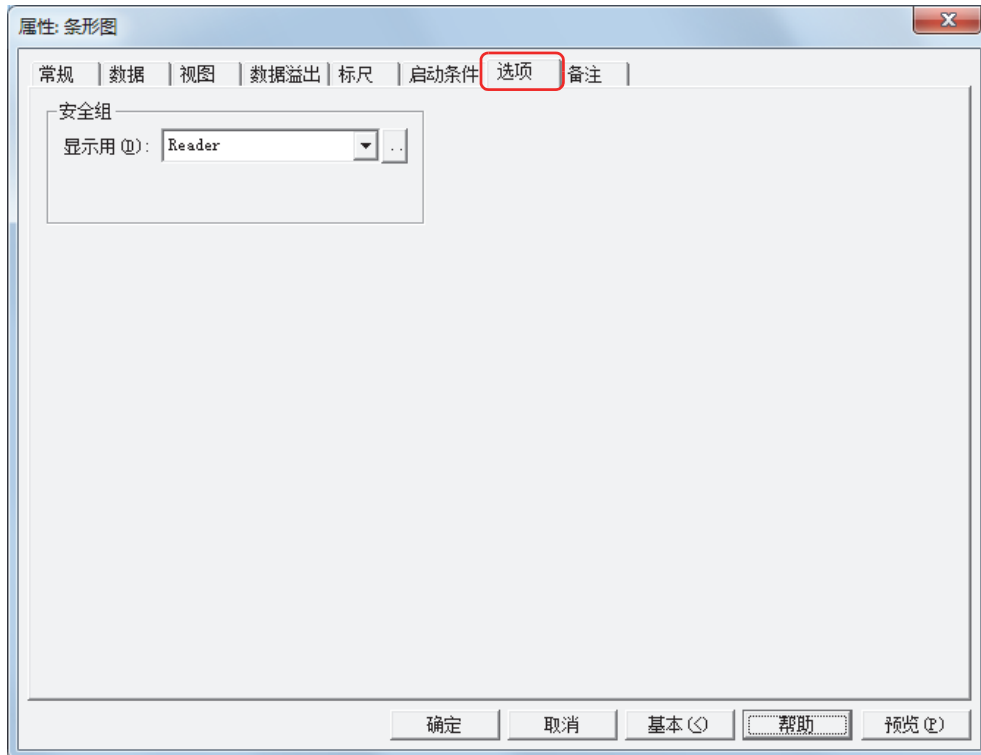 属性: 条形图
常规 数据 视图 数据溢出 标尺 启动条件 选项 备注
安全组
显示用(D): Reader ..
确定 取消 基本(<) 帮助 预览(P)